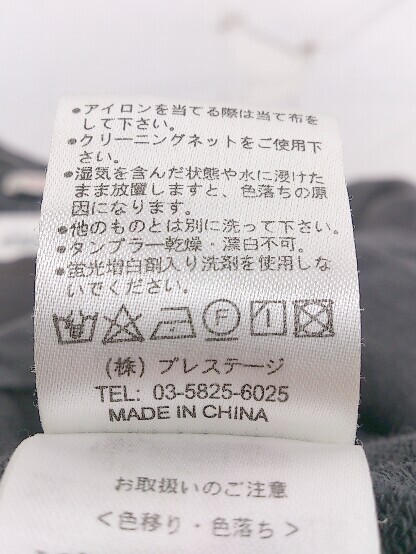 ●アイロンを当てる際は当て布を
して下さい。
●クリーニングネットをご使用下
さい。
●湿気を含んだ状態や水に浸けた
まま放置しますと、色落ちの原
因になります。
●他のものとは別に洗って下さい。
●タンブラー乾燥・漂白不可。
●蛍光増白剤入り洗剤を使用しな
いでください。
F
(株) プレステージ
TEL: 03-5825-6025
MADE IN CHINA
お取扱いのご注意
<色移り・色落ち>